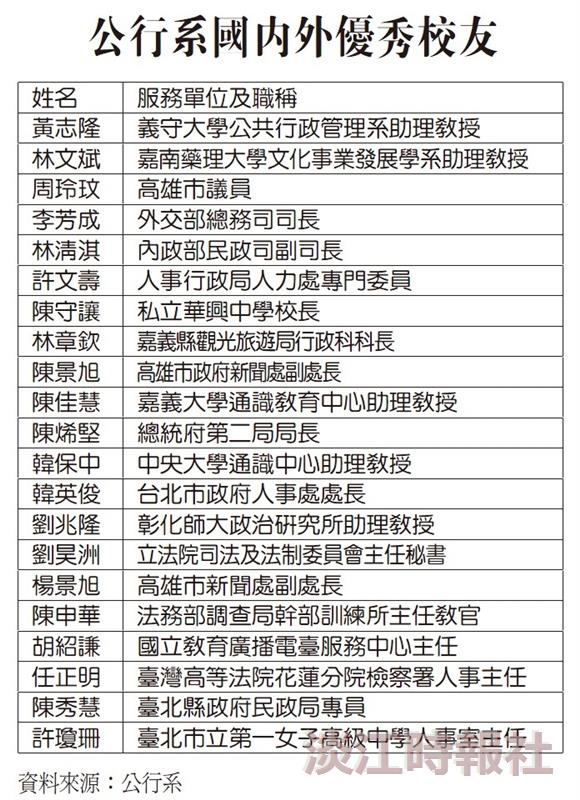 公行系國內外優秀校友
姓名 服務單位及職稱
黃志隆 義守大學公共行政管理系助理教授
林文斌 嘉南藥理大學文化事業發展學系助理教授
周玲玟 高雄市議員
李芳成 外交部總務司司長
林清淇 內政部民政司副司長
許文壽 人事行政局人力處專門委員
陳守讓 私立華興中學校長
林章欽 嘉義縣觀光旅遊局行政科科長
陳景旭 高雄市政府新聞處副處長
陳佳慧 嘉義大學通識教育中心助理教授
陳烯堅 總統府第二局局長
韓保中 中央大學通識中心助理教授
韓英俊 台北市政府人事處處長
劉兆隆 彰化師大政治研究所助理教授
劉昊洲 立法院司法及法制委員會主任秘書
楊景旭 高雄市新聞處副處長
陳申華 法務部調查局幹部訓練所主任教官
胡紹謙 國立教育廣播電臺服務中心主任
任正明 臺灣高等法院花蓮分院檢察署人事主任
陳秀慧 臺北縣政府民政局專員
許瓊珊 臺北市立第一女子高級中學人事室主任
淡江時報社
資料來源：公行系